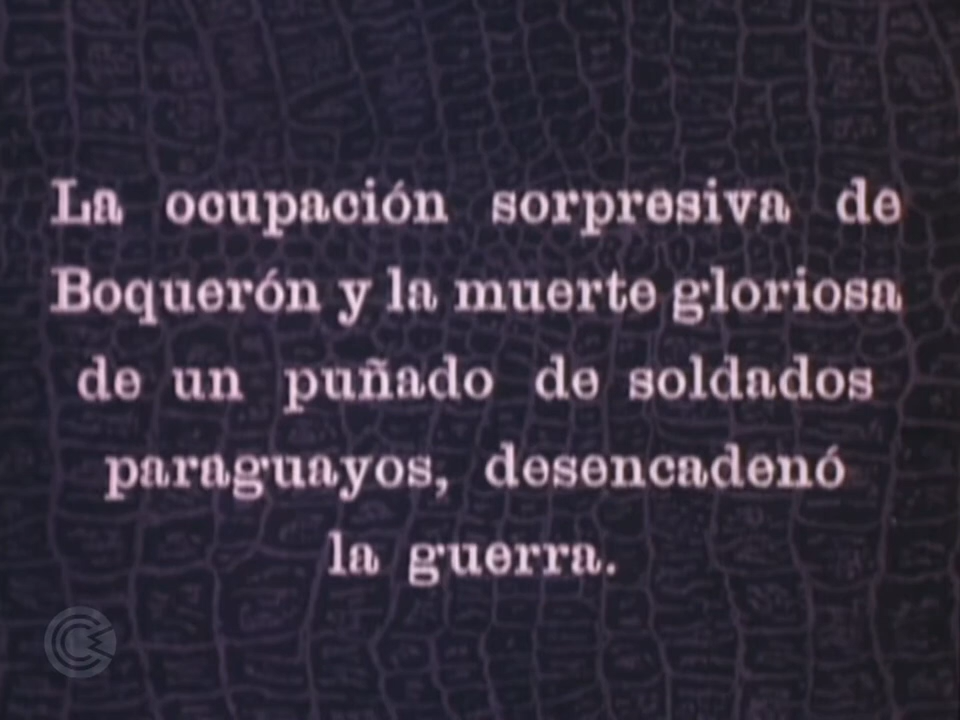 La ocupación sorpresiva de
Boquerón y la muerte gloriosa
de un puñado de soldados
paraguayos, desencadenó
la guerra.